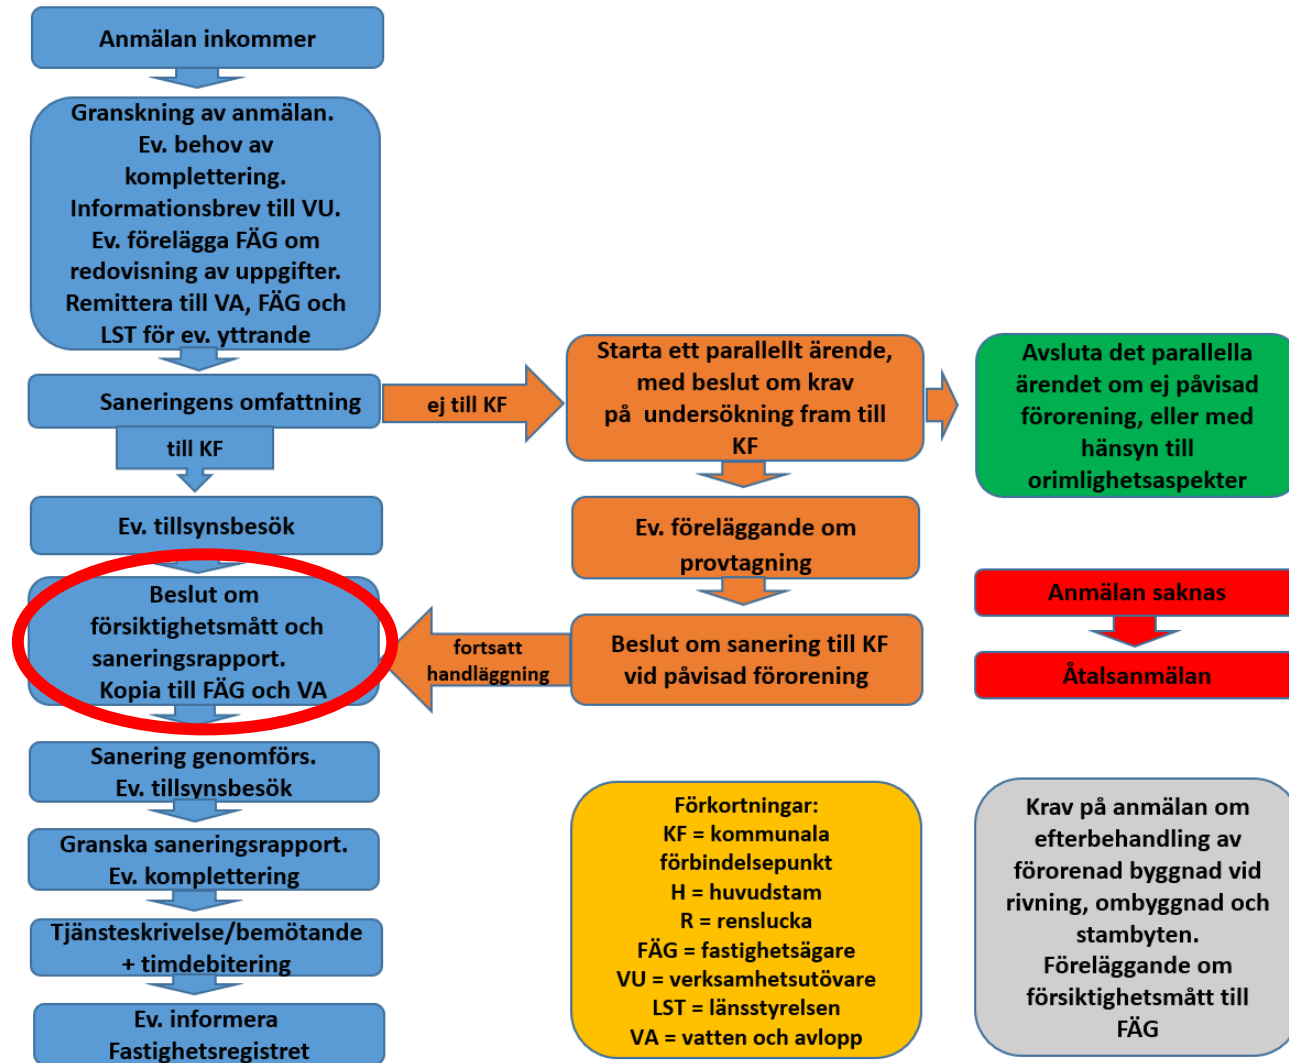 Anmälan inkommer
Granskning av anmälan.
Ev. behov av
komplettering.
Informationsbrev till VU.
Ev. förelägga FÄG om
redovisning av uppgifter.
Remittera till VA, FÄG och
LST för ev. yttrande
Saneringens omfattning
till KF
Ev. tillsynsbesök
Beslut om
försiktighetsmått och
saneringsrapport.
Kopia till FÄG och VA
Sanering genomförs.
Ev. tillsynsbesök
Granska saneringsrapport.
Ev. komplettering
Tjänsteskrivelse/bemötande
+ timdebitering
Ev. informera
Fastighetsregistret
ej till KF
Starta ett parallellt ärende,
med beslut om krav
på undersökning fram till
KF
Ev. föreläggande om
provtagning
Beslut om sanering till KF
vid påvisad förorening
fortsatt
handläggning
Avsluta det parallella
ärendet om ej påvisad
förorening, eller med
hänsyn till
orimlighetsaspekter
Anmälan saknas
Åtalsanmälan
Förkortningar:
KF = kommunala
förbindelsepunkt
H = huvudstam
R = renslucka
FÄG = fastighetsägare
VU = verksamhetsutövare
LST = länsstyrelsen
VA = vatten och avlopp
Krav på anmälan om
efterbehandling av
förorenad byggnad vid
rivning, ombyggnad och
stambyten.
Föreläggande om
försiktighetsmått till
FÄG